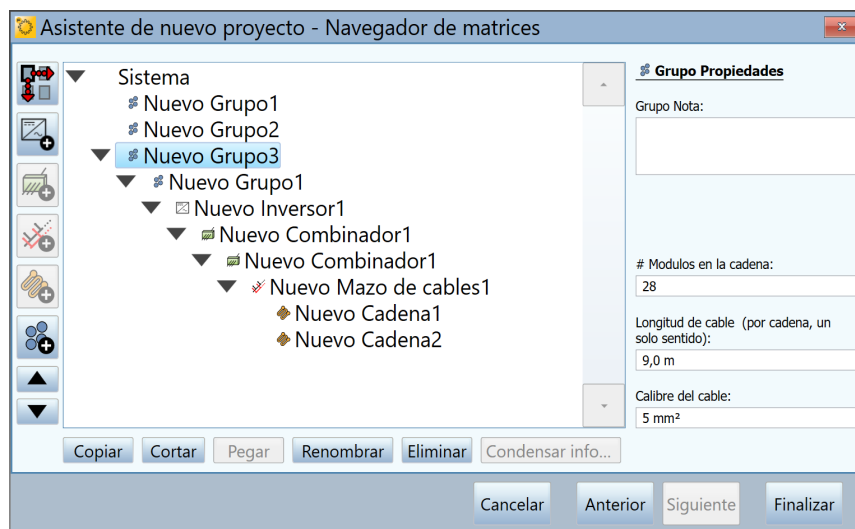 Asistente de nuevo proyecto - Navegador de matrices
Sistema
Nuevo Grupo1
Nuevo Grupo2
Nuevo Grupo3
Nuevo Grupo1
Nuevo Inversor1
Nuevo Combinador1
Nuevo Combinador1
Nuevo Mazo de cables1
Nuevo Cadena1
Nuevo Cadena2
Grupo Propiedades
Grupo Nota:
# Modulos en la cadena:
28
Longitud de cable (por cadena, un
solo sentido):
9,0 m
Calibre del cable:
5 mm²
Copiar Cortar Pegar Renombrar Eliminar Condensar info...
Cancelar Anterior Siguiente Finalizar